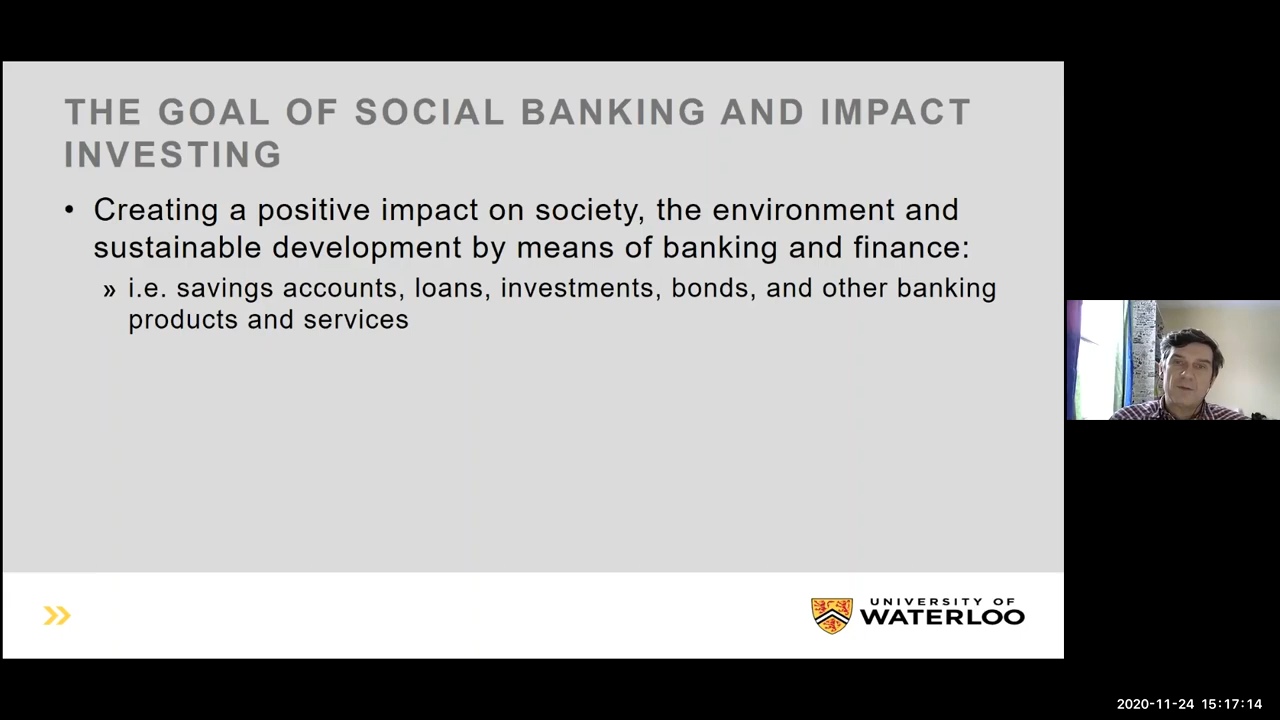 THE GOAL OF SOCIAL BANKING AND IMPACT
INVESTING
• Creating a positive impact on society, the environment and
sustainable development by means of banking and finance:
» i.e. savings accounts, loans, investments, bonds, and other banking
products and services
UNIVERSITY OF
WATERLOO
2020-11-24 15:17:14